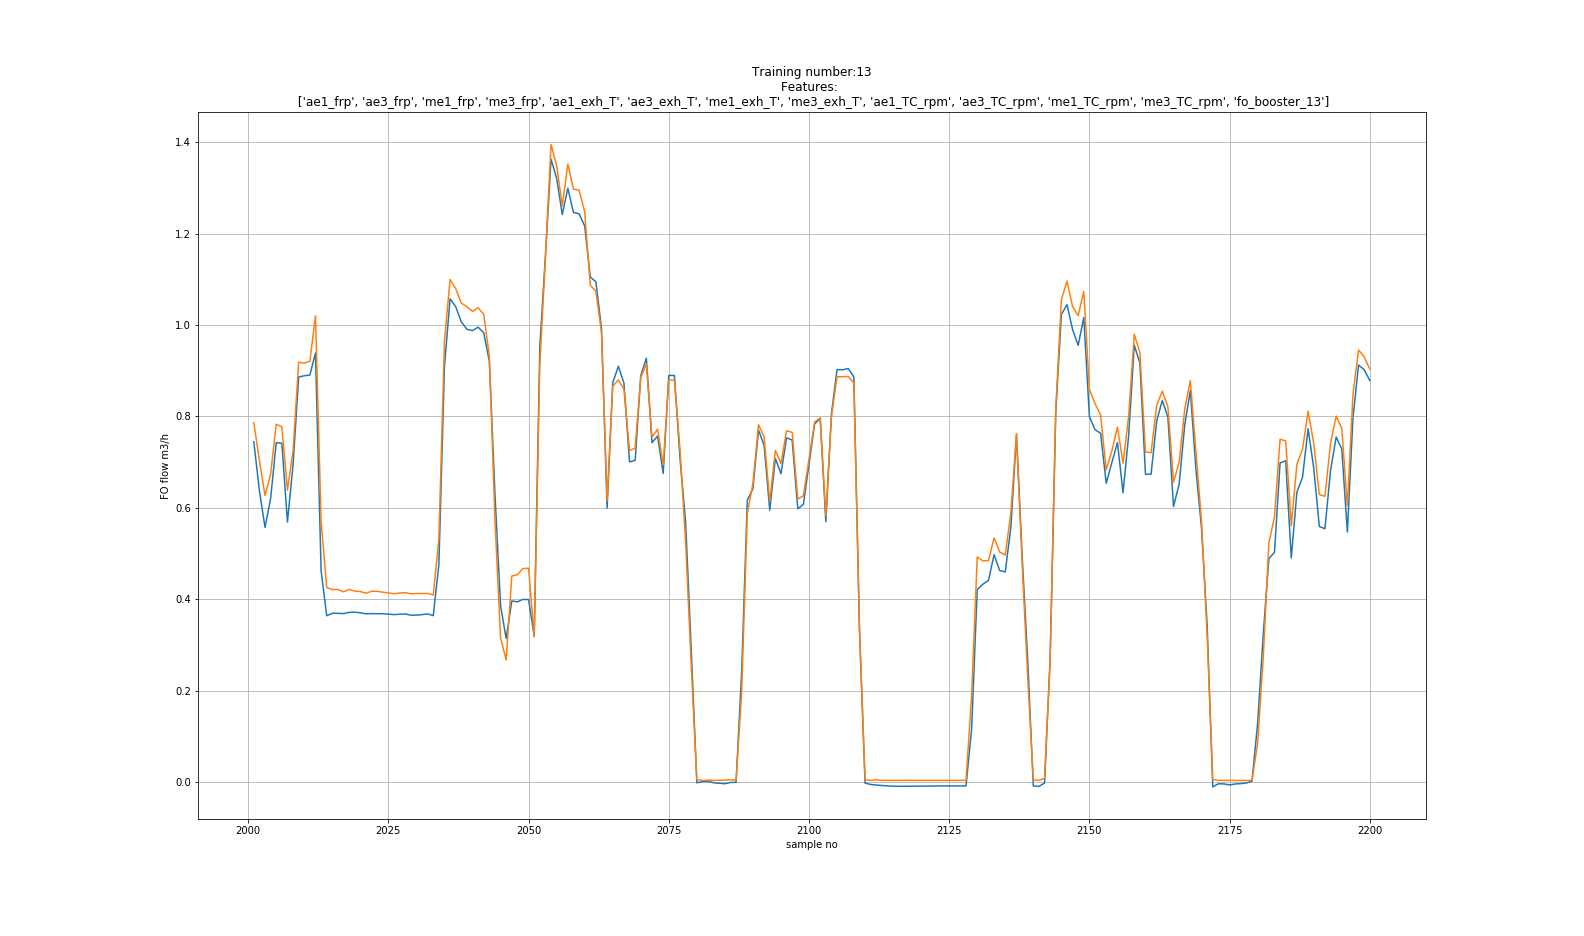 Training number:13
Features:
['ae1_frp', 'ae3_frp', 'me1_frp', 'me3_frp', 'ae1_exh_T', 'ae3_exh_T', 'me1_exh_T', 'me3_exh_T', 'ae1_TC_rpm', 'ae3_TC_rpm', 'me1_TC_rpm', 'me3_TC_rpm', 'fo_booster_13']
1.4
1.2
1.0
0.8
0.6
0.4
0.2
0.0
FO flow m3/h
2000 2025 2050 2075 2100 2125 2150 2175 2200
sample no